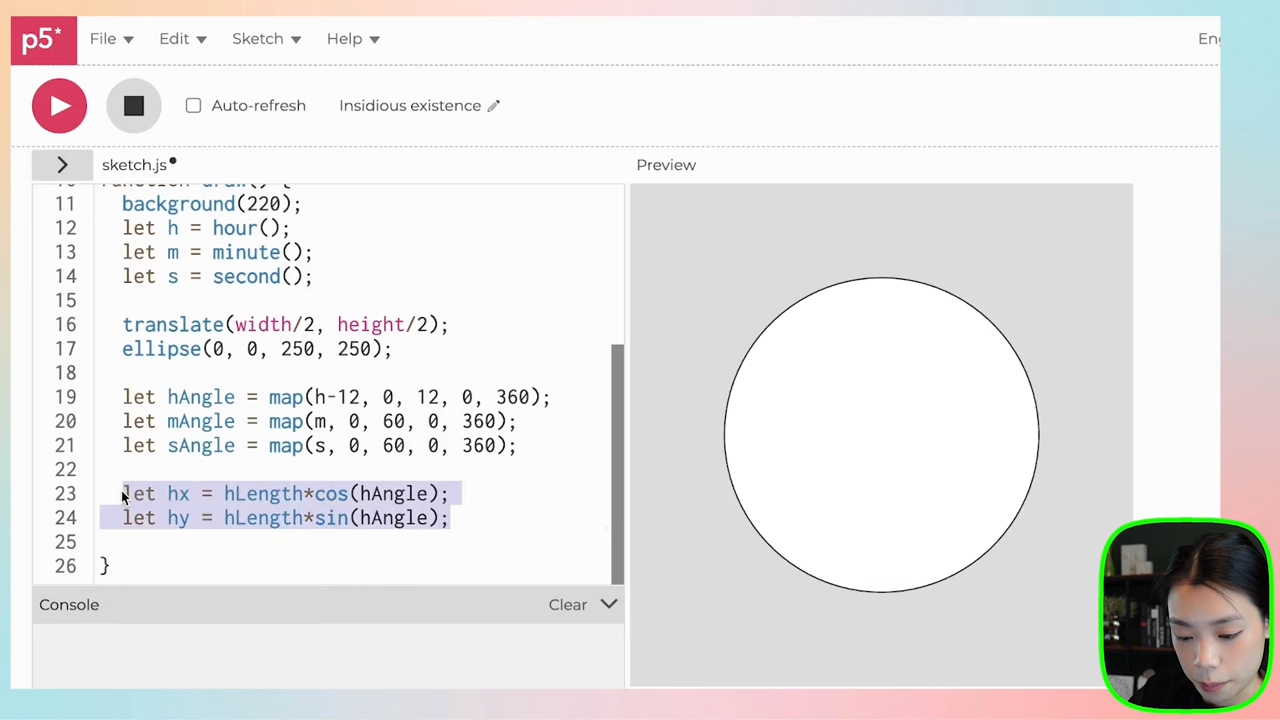 p5*
File
Edit
Sketch
Help
Eng
Auto-refresh
Insidious existence
sketch.js
Preview
10 function draw() {
11 background(220);
12 let h = hour();
13 let m = minute();
14 let s = second();
15
16 translate(width/2, height/2);
17 ellipse(0, 0, 250, 250);
18
19 let hAngle = map(h-12, 0, 12, 0, 360);
20 let mAngle = map(m, 0, 60, 0, 360);
21 let sAngle = map(s, 0, 60, 0, 360);
22
23 let hx = hLength*cos(hAngle);
24 let hy = hLength*sin(hAngle);
25
26 }
Console
Clear